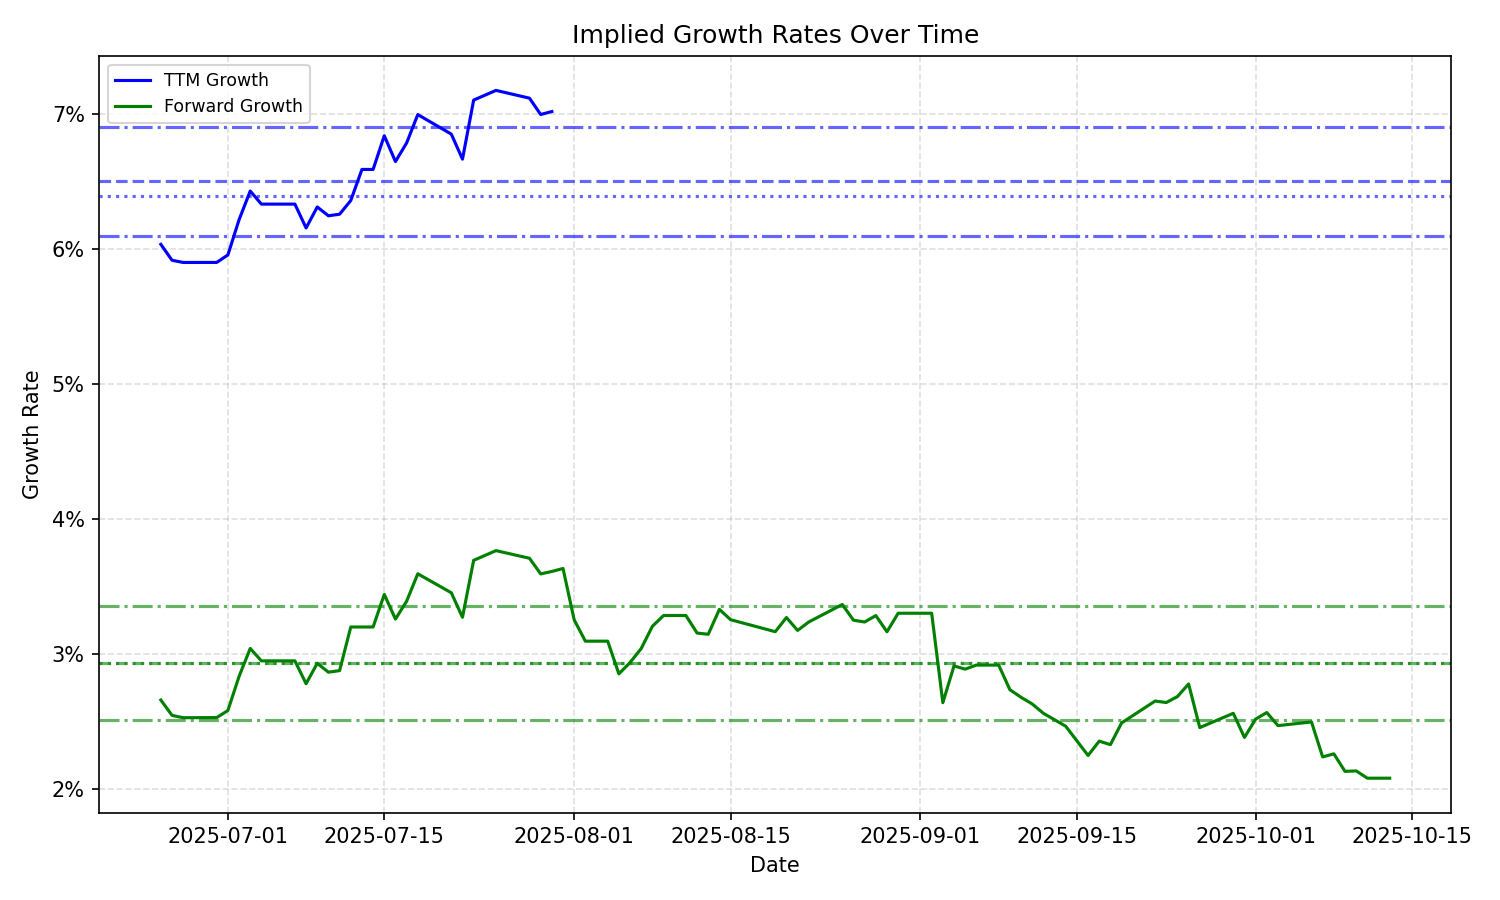 Implied Growth Rates Over Time
TTM Growth
Forward Growth
7%
6%
5%
4%
3%
2%
Growth Rate
2025-07-01
2025-07-15
2025-08-01
2025-08-15
2025-09-01
2025-09-15
2025-10-01
2025-10-15
Date